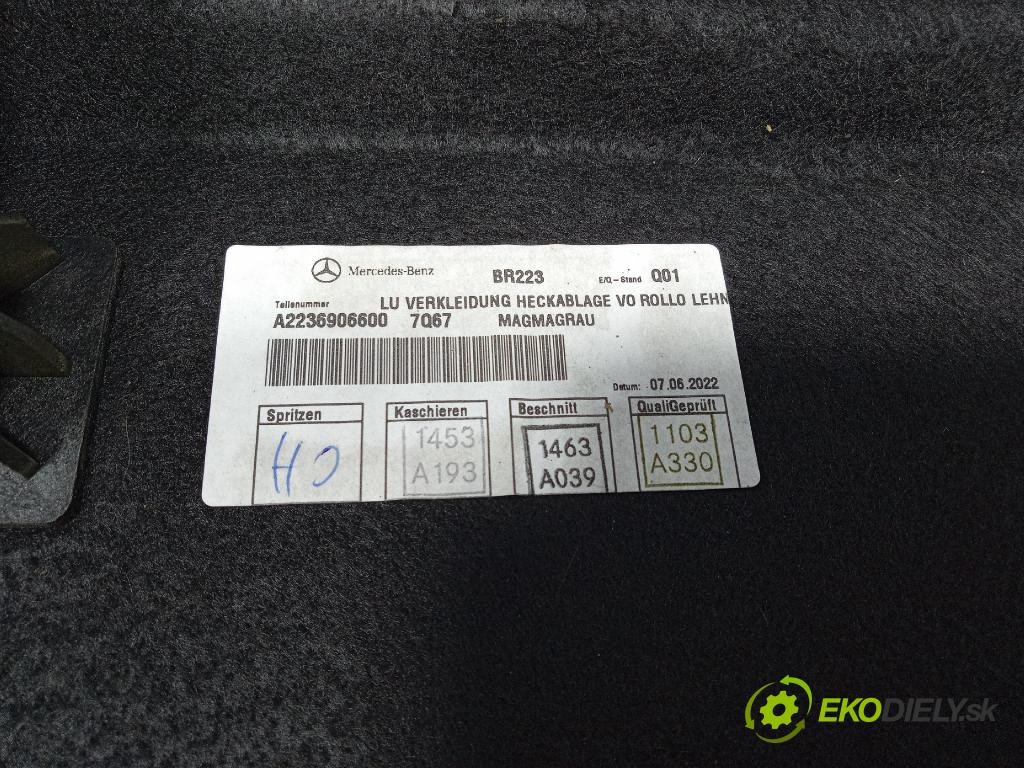 Mercedes-Benz BR223 E/Q-Stand Q01
Teilenummer LU VERKLEIDUNG HECKABLAGE VO ROLLO LEHN
A2236906600 7Q67 MAGMAGRAU
Datum: 07.06.2022
Spritzen Kaschieren Beschnitt QualiGeprüft
1453 1463 1103
A193 A039 A330
EKODIELY.sk